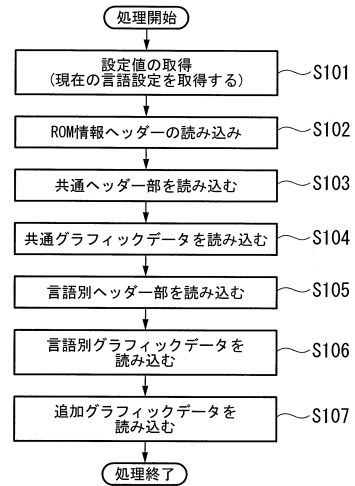 処理開始
設定値の取得
(現在の言語設定を取得する)
S101
ROM情報ヘッダーの読み込み
S102
共通ヘッダー部を読み込む
S103
共通グラフィックデータを読み込む
S104
言語別ヘッダー部を読み込む
S105
言語別グラフィックデータを
読み込む
S106
追加グラフィックデータを
読み込む
S107
処理終了